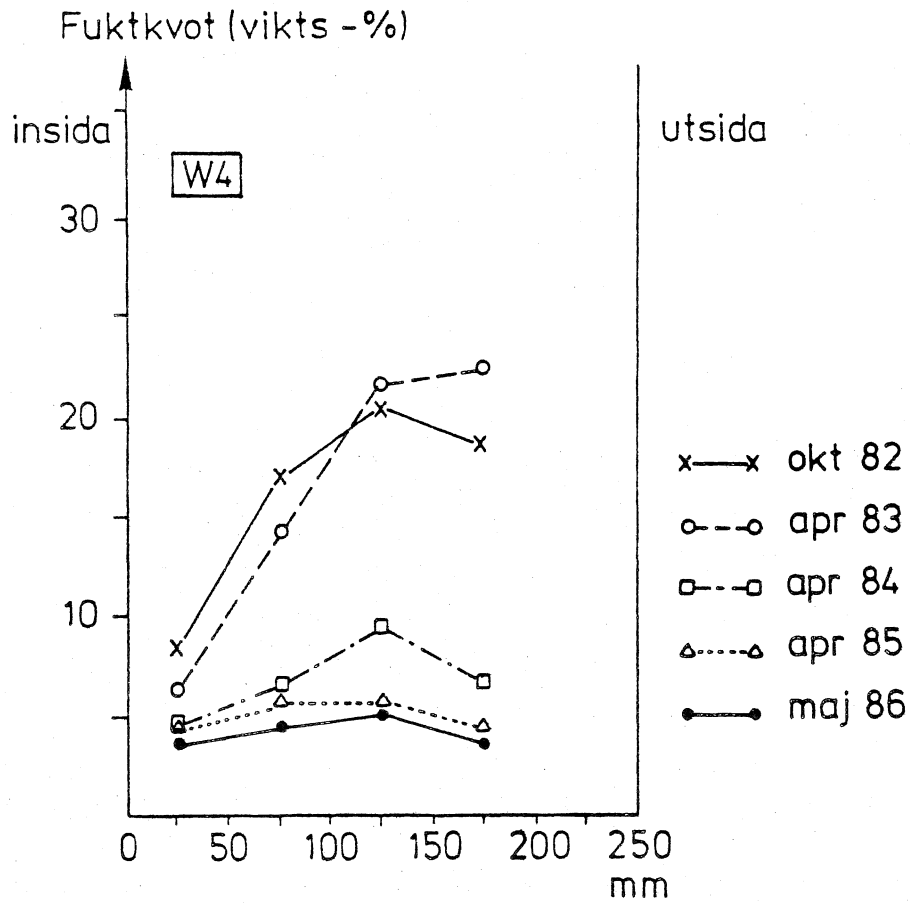 Fuktkvot (vikts -%)
insida
utsida
W4
30
20
10
0 50 100 150 200 250
mm
okt 82
apr 83
apr 84
apr 85
maj 86